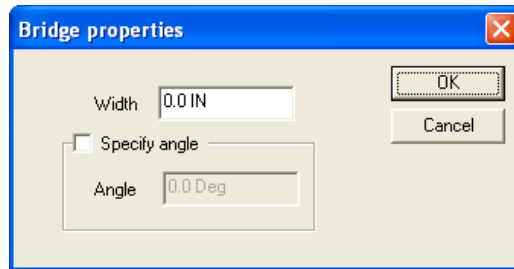 Bridge properties
Width 0.0 IN
OK
Cancel
Specify angle
Angle 0.0 Deg